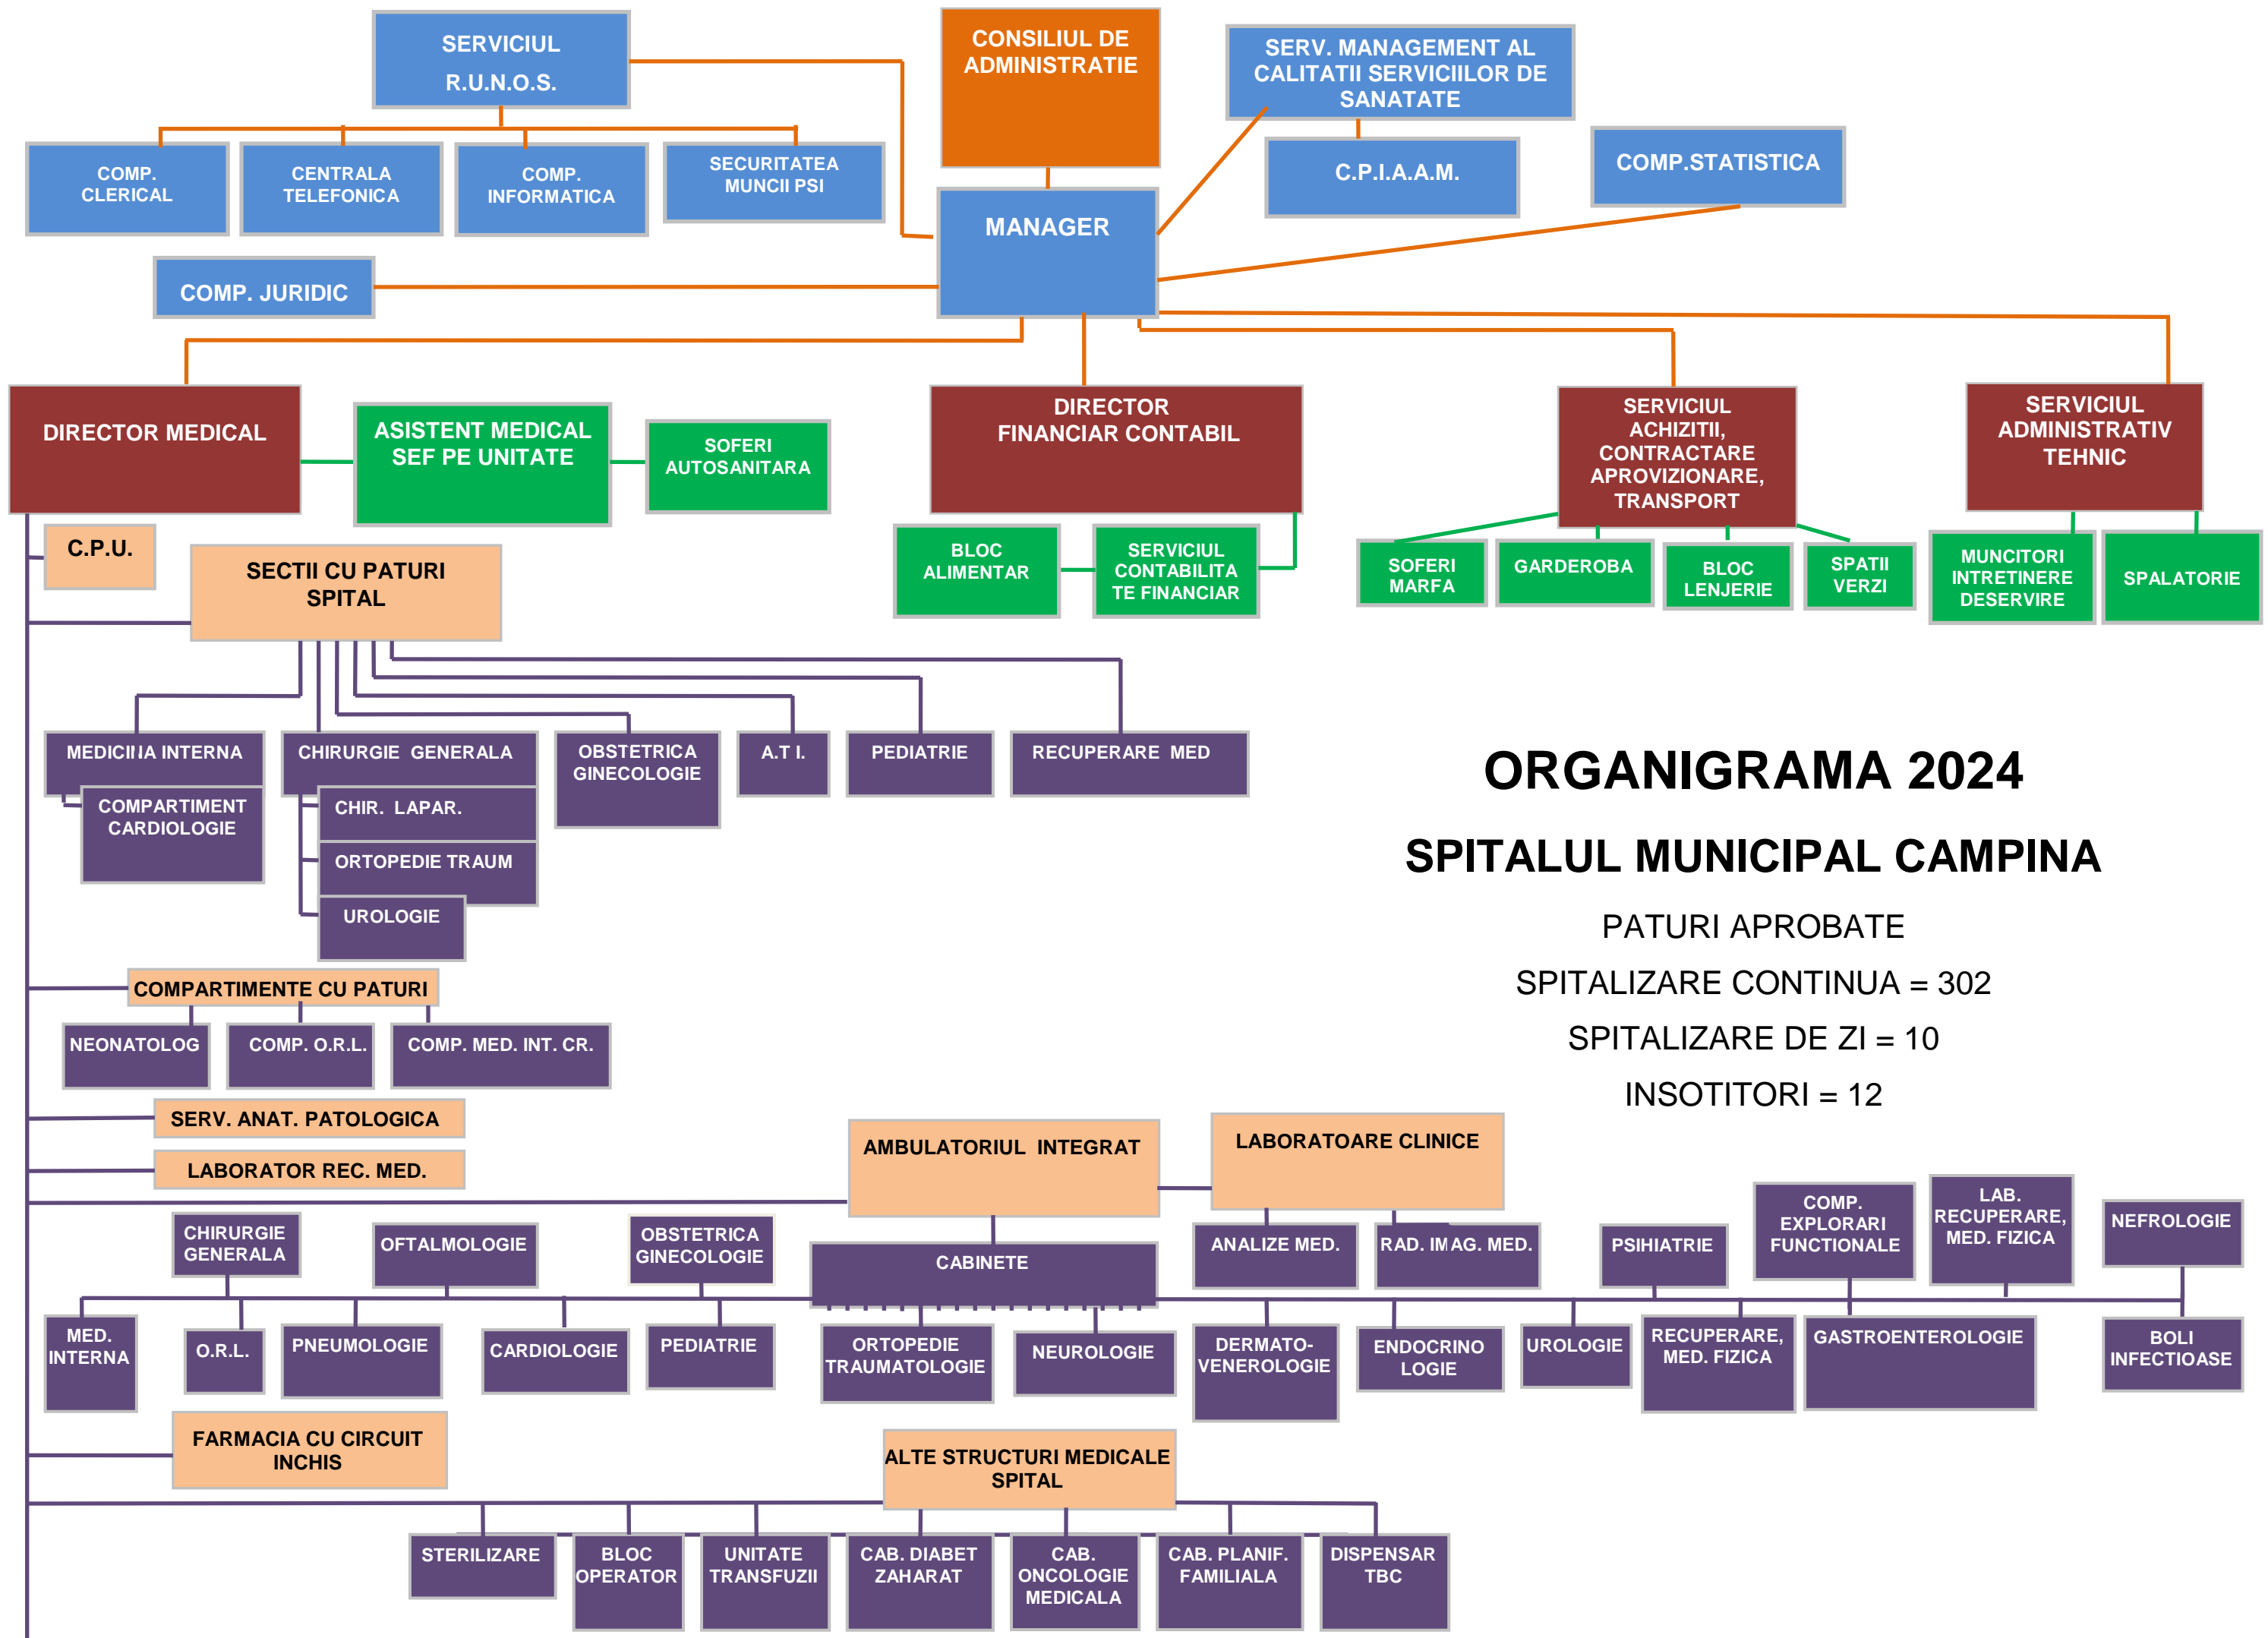 SERVICIUL
R.U.N.O.S.
CONSILIUL DE
ADMINISTRATIE
SERV. MANAGEMENT AL
CALITATII SERVICIILOR DE
SANATATE
COMP.
CLERICAL
CENTRALA
TELEFONICA
COMP.
INFORMATICA
SECURITATEA
MUNCII PSI
C.P.I.A.A.M.
COMP.STATISTICA
MANAGER
COMP. JURIDIC
DIRECTOR MEDICAL
ASISTENT MEDICAL
SEF PE UNITATE
SOFERI
AUTOSANITARA
DIRECTOR
FINANCIAR CONTABIL
SERVICIUL
ACHIZITII,
CONTRACTARE
APROVIZIONARE,
TRANSPORT
SERVICIUL
ADMINISTRATIV
TEHNIC
C.P.U.
SECTII CU PATURI
SPITAL
BLOC
ALIMENTAR
SERVICIUL
CONTABILITA
TE FINANCIAR
SOFERI
MARFA
GARDEROBA
BLOC
LENJERIE
SPATII
VERZI
MUNCITORI
INTRETINERE
DESERVIRE
SPALATORIE
MEDICINA INTERNA
CHIRURGIE GENERALA
OBSTETRICA
GINECOLOGIE
A.T I.
PEDIATRIE
RECUPERARE MED
COMPARTIMENT
CARDIOLOGIE
CHIR. LAPAR.
ORTOPEDIE TRAUM
UROLOGIE
ORGANIGRAMA 2024
SPITALUL MUNICIPAL CAMPINA
PATURI APROBATE
SPITALIZARE CONTINUA = 302
SPITALIZARE DE ZI = 10
INSOTITORI = 12
COMPARTIMENTE CU PATURI
NEONATOLOG
COMP. O.R.L.
COMP. MED. INT. CR.
SERV. ANAT. PATOLOGICA
LABORATOR REC. MED.
AMBULATORIUL INTEGRAT
LABORATOARE CLINICE
CHIRURGIE
GENERALA
OFTALMOLOGIE
OBSTETRICA
GINECOLOGIE
CABINETE
ANALIZE MED.
RAD. IMAG. MED.
PSIHIATRIE
COMP.
EXPLORARI
FUNCTIONALE
LAB.
RECUPERARE,
MED. FIZICA
NEFROLOGIE
MED.
INTERNA
O.R.L.
PNEUMOLOGIE
CARDIOLOGIE
PEDIATRIE
ORTOPEDIE
TRAUMATOLOGIE
NEUROLOGIE
DERMATO-
VENEROLOGIE
ENDOCRINO
LOGIE
UROLOGIE
RECUPERARE,
MED. FIZICA
GASTROENTEROLOGIE
BOLI
INFECTIOASE
FARMACIA CU CIRCUIT
INCHIS
ALTE STRUCTURI MEDICALE
SPITAL
STERILIZARE
BLOC
OPERATOR
UNITATE
TRANSFUZII
CAB. DIABET
ZAHARAT
CAB.
ONCOLOGIE
MEDICALA
CAB. PLANIF.
FAMILIALA
DISPENSAR
TBC